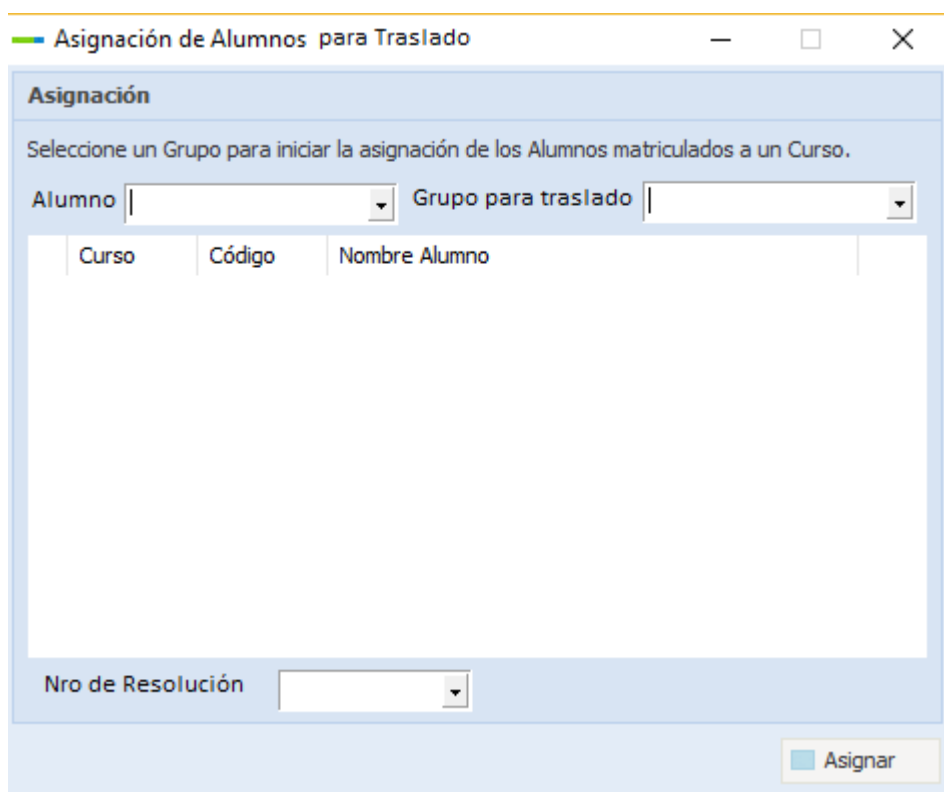 Asignación de Alumnos para Traslado
Asignación
Seleccione un Grupo para iniciar la asignación de los Alumnos matriculados a un Curso.
Alumno Grupo para traslado
Curso Código Nombre Alumno
Nro de Resolución
Asignar